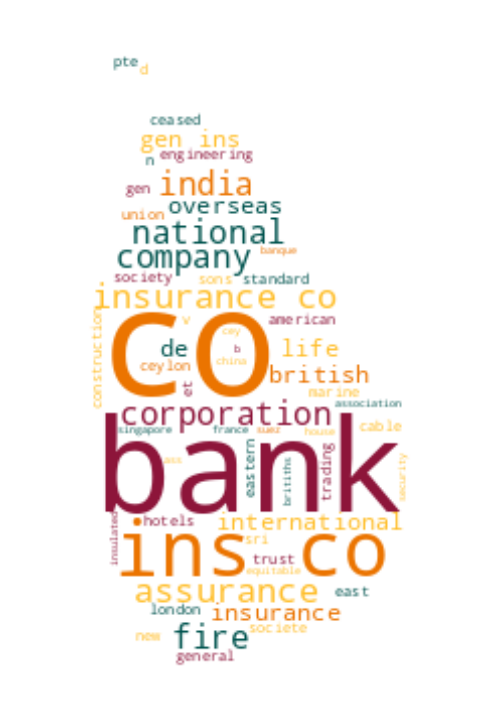 pte
d
ceased
gen ins
n engineering
gen india
union overseas
national
company banque
society sons standard
insurance co
construction
co
v american
cey
de b life
ceylon china british
et marine
corporation association
singapore france suez house cable
bank
ass eastern britiths trading security
insulated hotels international
ins co
sri
trust
equitable
assurance east
london insurance
new fire societe
general